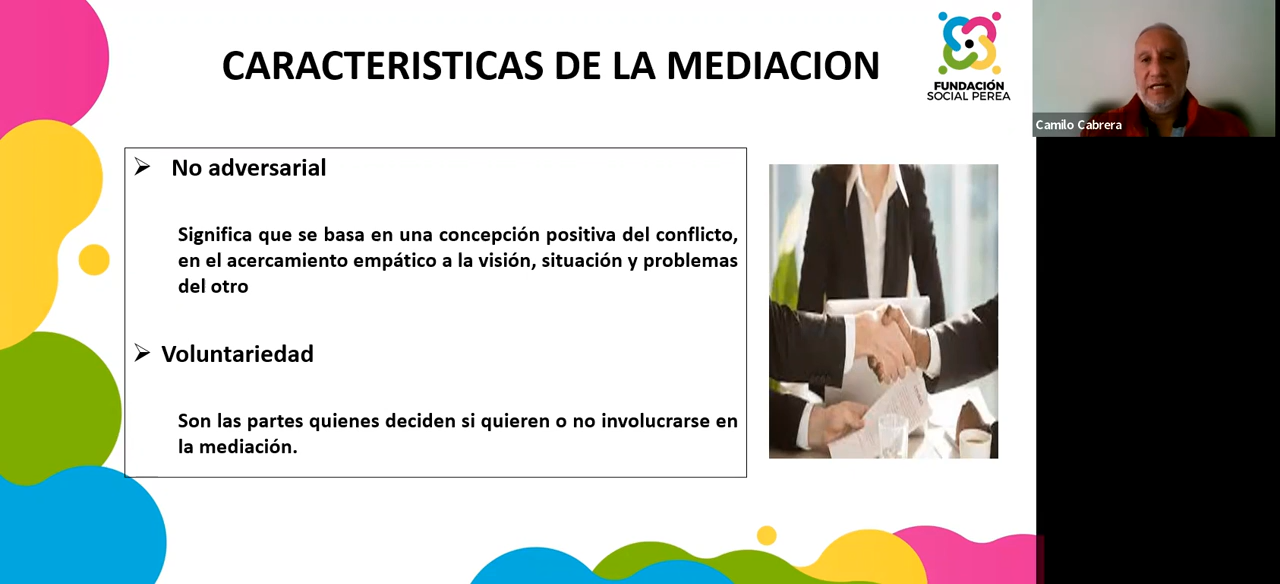 CARACTERISTICAS DE LA MEDIACION
FUNDACIÓN
SOCIAL PEREA
Camilo Cabrera
➢ No adversarial
Significa que se basa en una concepción positiva del conflicto,
en el acercamiento empático a la visión, situación y problemas
del otro
➢ Voluntariedad
Son las partes quienes deciden si quieren o no involucrarse en
la mediación.